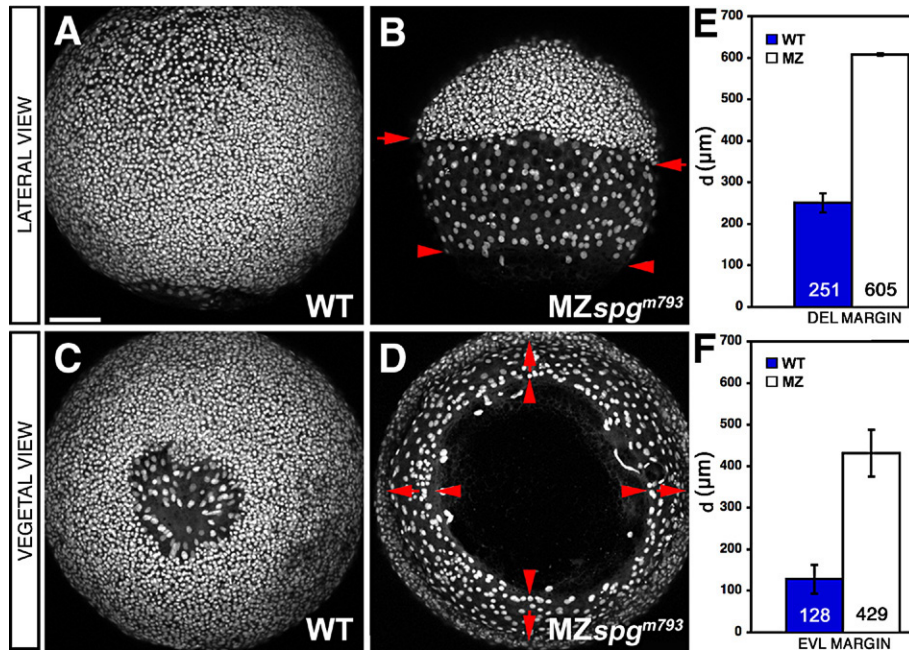 LATERAL VIEW
A
WT
B
MZspg^m793
E
700
600
500
400
300
200
100
0
d (µm)
WT
MZ
251
605
DEL MARGIN
VEGETAL VIEW
C
WT
D
MZspg^m793
F
700
600
500
400
300
200
100
0
d (µm)
WT
MZ
128
429
EVL MARGIN